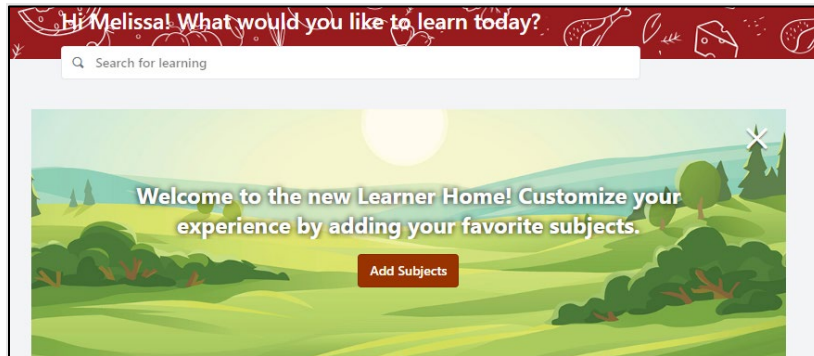 Hi Melissa! What would you like to learn today?
Search for learning
Welcome to the new Learner Home! Customize your
experience by adding your favorite subjects.
Add Subjects